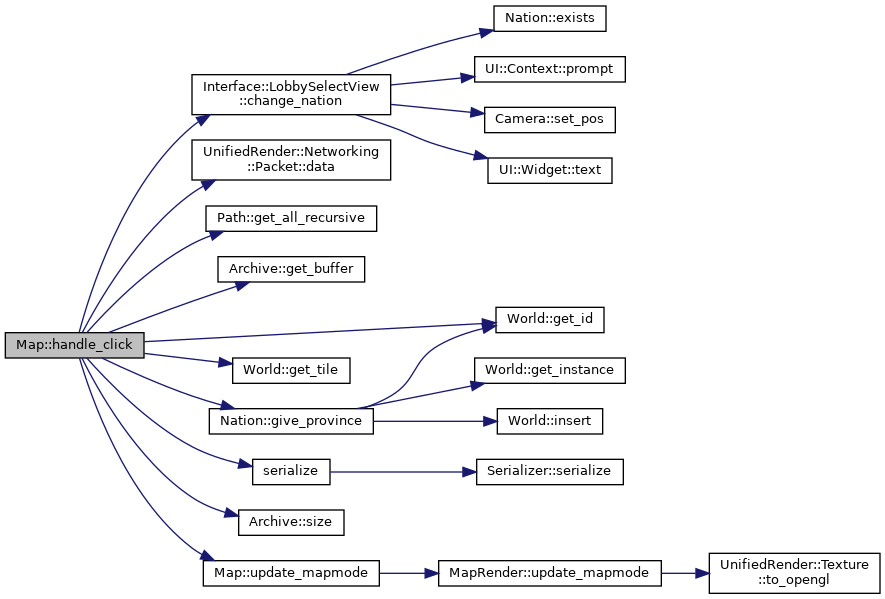 Map::handle_click
Interface::LobbySelectView
::change_nation
UnifiedRender::Networking
::Packet::data
Path::get_all_recursive
Archive::get_buffer
World::get_tile
Nation::give_province
serialize
Archive::size
Map::update_mapmode
Nation::exists
UI::Context::prompt
Camera::set_pos
UI::Widget::text
World::get_id
World::get_instance
World::insert
Serializer::serialize
MapRender::update_mapmode
UnifiedRender::Texture
::to_opengl